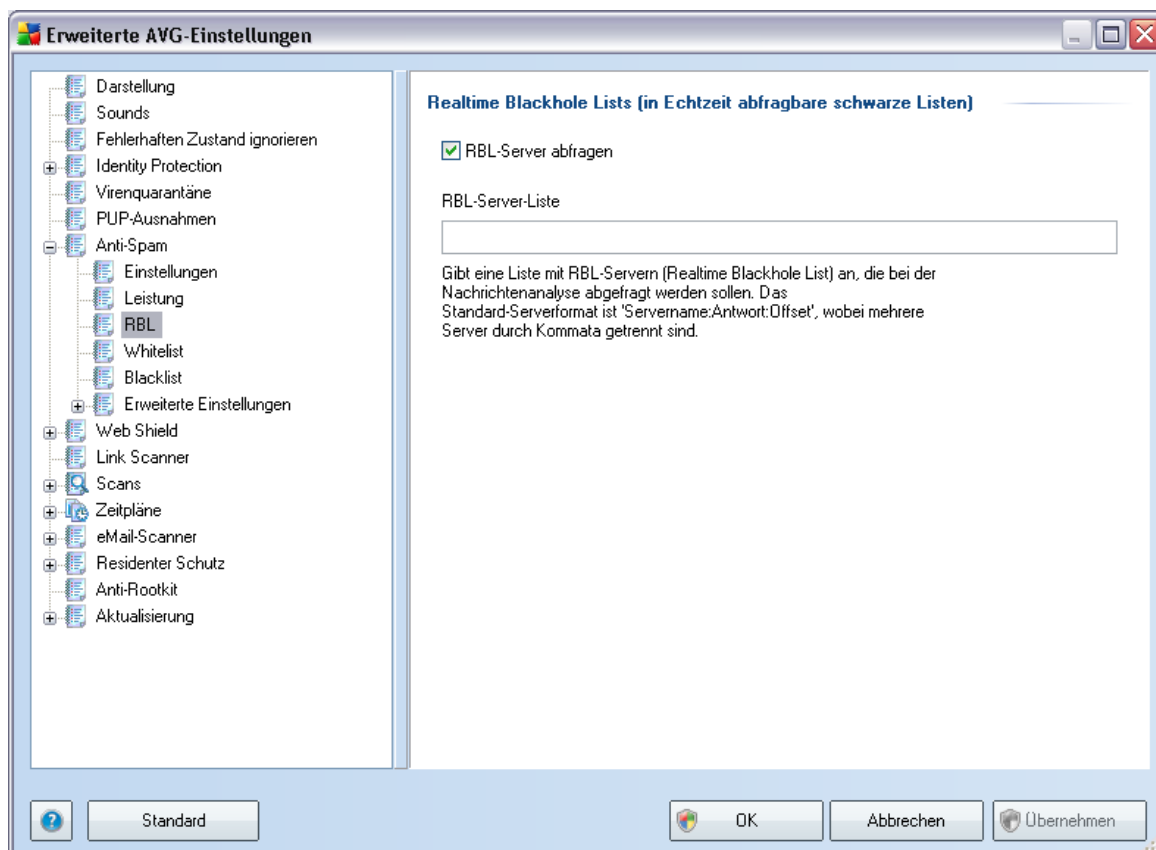 Erweiterte AVG-Einstellungen
Darstellung
Sounds
Fehlerhaften Zustand ignorieren
Identity Protection
Virenquarantäne
PUP-Ausnahmen
Anti-Spam
Einstellungen
Leistung
RBL
Whitelist
Blacklist
Erweiterte Einstellungen
Web Shield
Link Scanner
Scans
Zeitpläne
eMail-Scanner
Residenter Schutz
Anti-Rootkit
Aktualisierung
Realtime Blackhole Lists (in Echtzeit abfragbare schwarze Listen)
RBL-Server abfragen
RBL-Server-Liste
Gibt eine Liste mit RBL-Servern (Realtime Blackhole List) an, die bei der
Nachrichtenanalyse abgefragt werden sollen. Das
Standard-Serverformat ist 'Servername:Antwort:Offset', wobei mehrere
Server durch Kommata getrennt sind.
Standard
OK
Abbrechen
Übernehmen